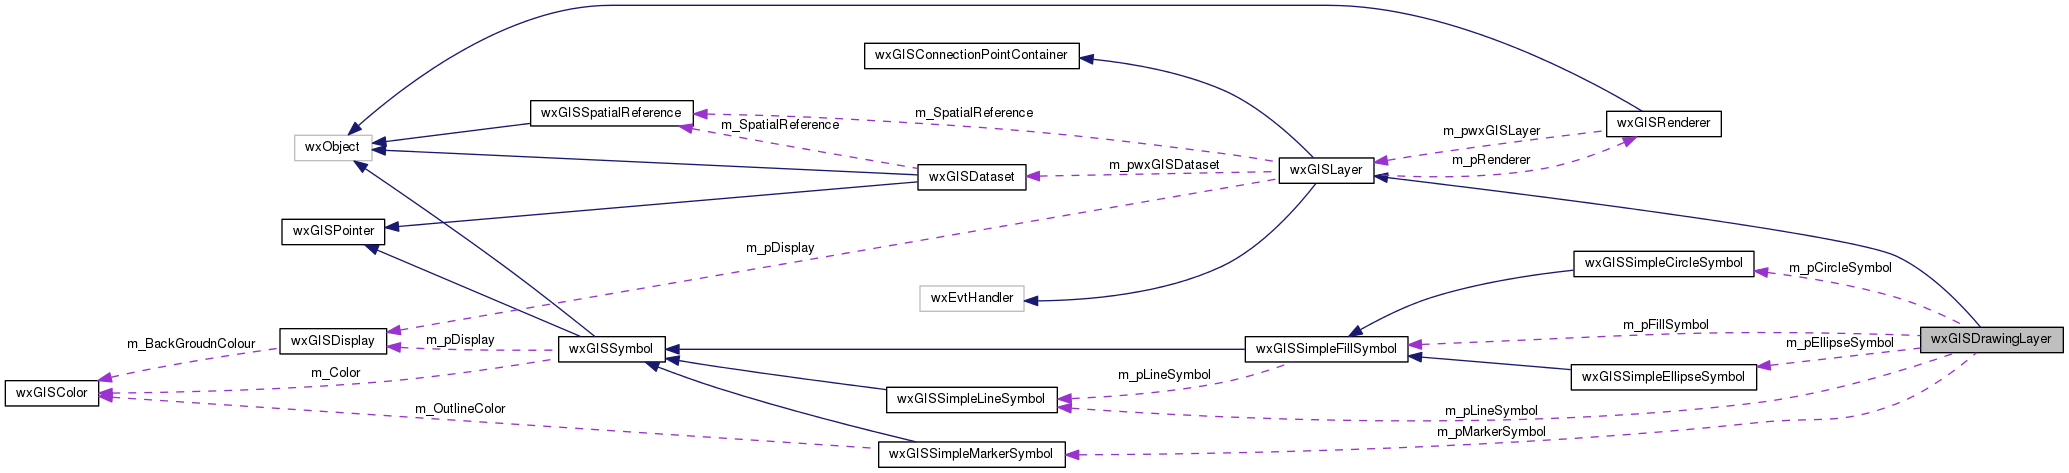 wxGISConnectionPointContainer
wxGISSpatialReference
m_SpatialReference
m_SpatialReference
wxGISRenderer
m_pwxGISLayer
wxObject
m_pRenderer
m_pwxGISDataset
wxGISDataset
wxGISLayer
wxGISPointer
m_pDisplay
wxGISSimpleCircleSymbol
m_pCircleSymbol
wxEvtHandler
m_pFillSymbol
wxGISDrawingLayer
m_BackGroudnColour
wxGISDisplay
m_pDisplay
wxGISSymbol
wxGISSimpleFillSymbol
m_pEllipseSymbol
m_Color
m_pLineSymbol
wxGISSimpleEllipseSymbol
wxGISColor
wxGISSimpleLineSymbol
m_OutlineColor
m_pLineSymbol
m_pMarkerSymbol
wxGISSimpleMarkerSymbol